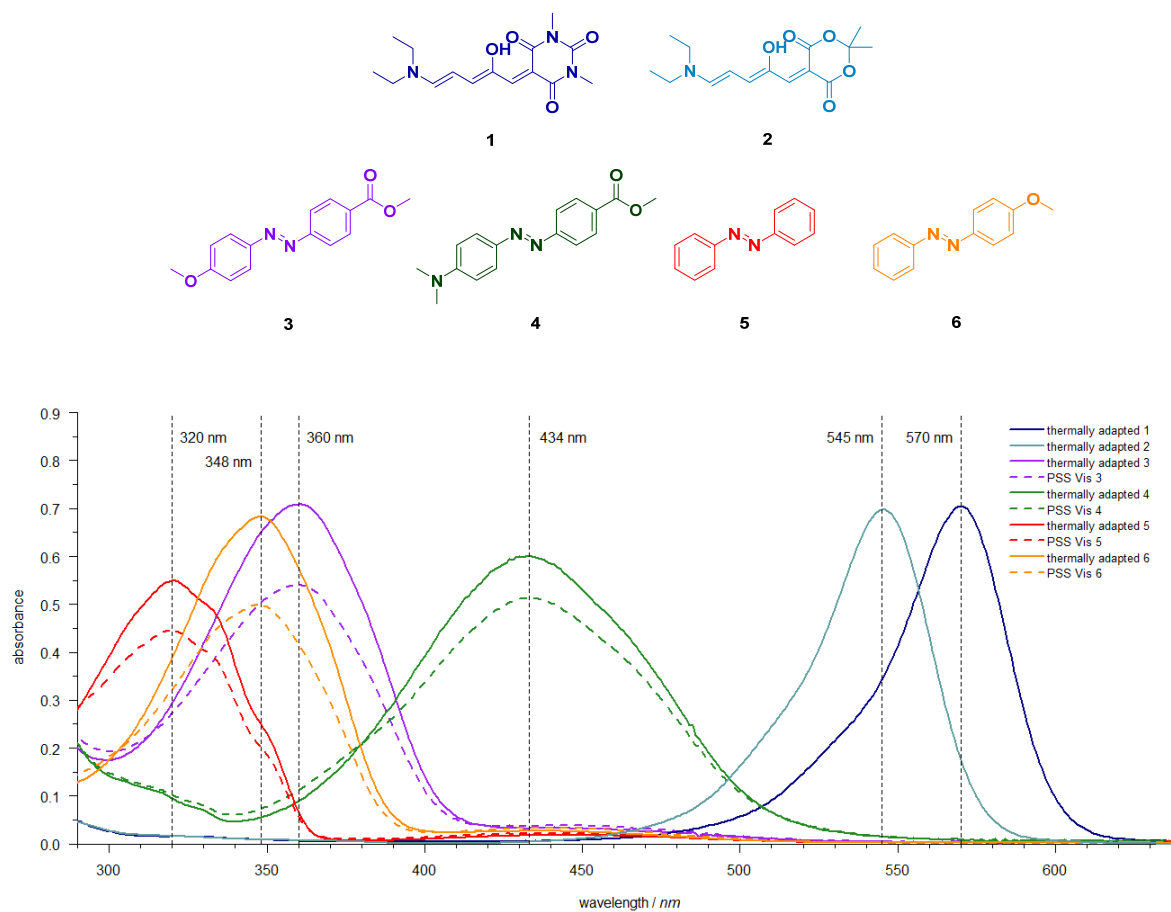 N
O
O
N
O
OH
N
O
O
O
OH
N
O
1
2
O
O
N
N
O
3
O
O
N
N
N
4
N
N
5
O
N
N
6
0.9
0.8
0.7
0.6
0.5
0.4
0.3
0.2
0.1
0.0
absorbance
320 nm
348 nm
360 nm
434 nm
545 nm
570 nm
thermally adapted 1
thermally adapted 2
thermally adapted 3
PSS Vis 3
thermally adapted 4
PSS Vis 4
thermally adapted 5
PSS Vis 5
thermally adapted 6
PSS Vis 6
300
350
400
450
500
550
600
wavelength / nm